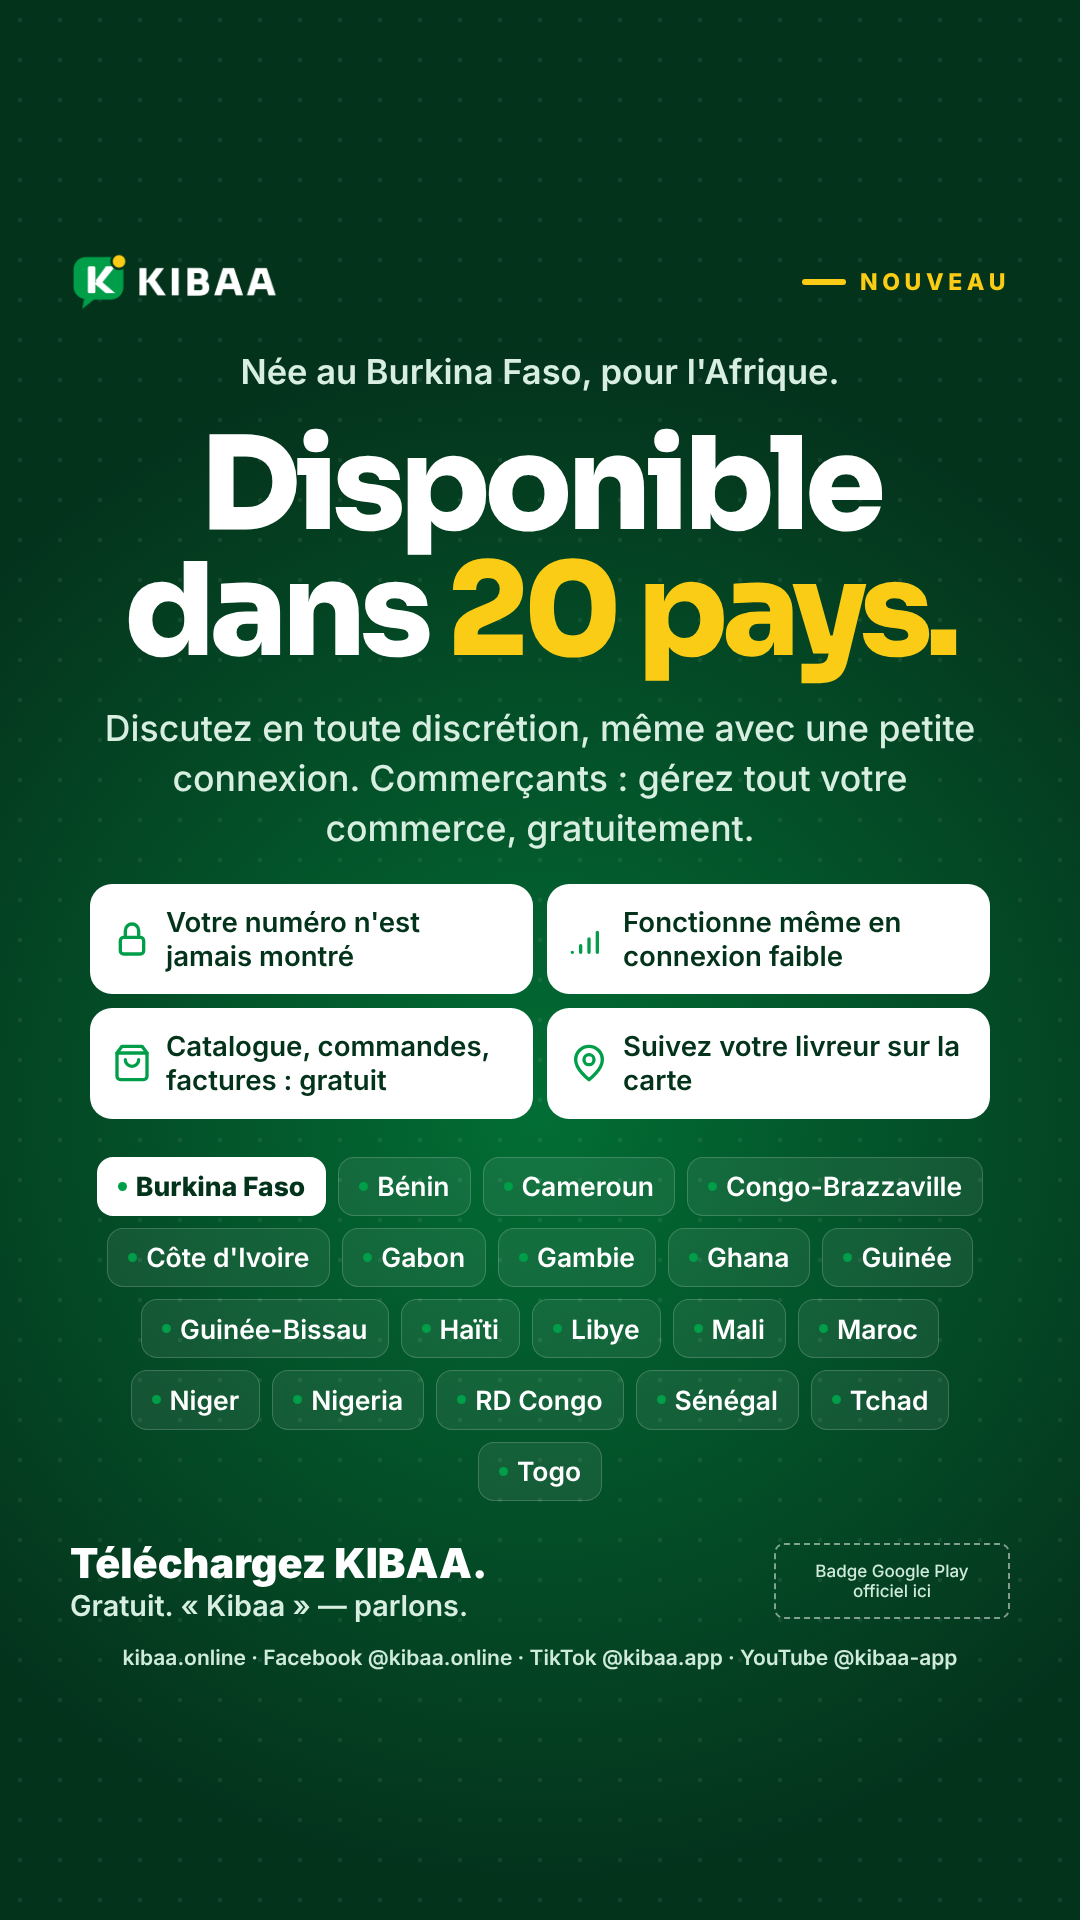 KIBAA
NOUVEAU
Née au Burkina Faso, pour l'Afrique.
Disponible
dans 20 pays.
Discutez en toute discrétion, même avec une petite
connexion. Commerçants : gérez tout votre
commerce, gratuitement.
Votre numéro n'est
jamais montré
Fonctionne même en
connexion faible
Catalogue, commandes,
factures : gratuit
Suivez votre livreur sur la
carte
Burkina Faso
Bénin
Cameroun
Congo-Brazzaville
Côte d'Ivoire
Gabon
Gambie
Ghana
Guinée
Guinée-Bissau
Haïti
Libye
Mali
Maroc
Niger
Nigeria
RD Congo
Sénégal
Tchad
Togo
Téléchargez KIBAA.
Gratuit. « Kibaa » — parlons.
Badge Google Play
officiel ici
kibaa.online · Facebook @kibaa.online · TikTok @kibaa.app · YouTube @kibaa-app